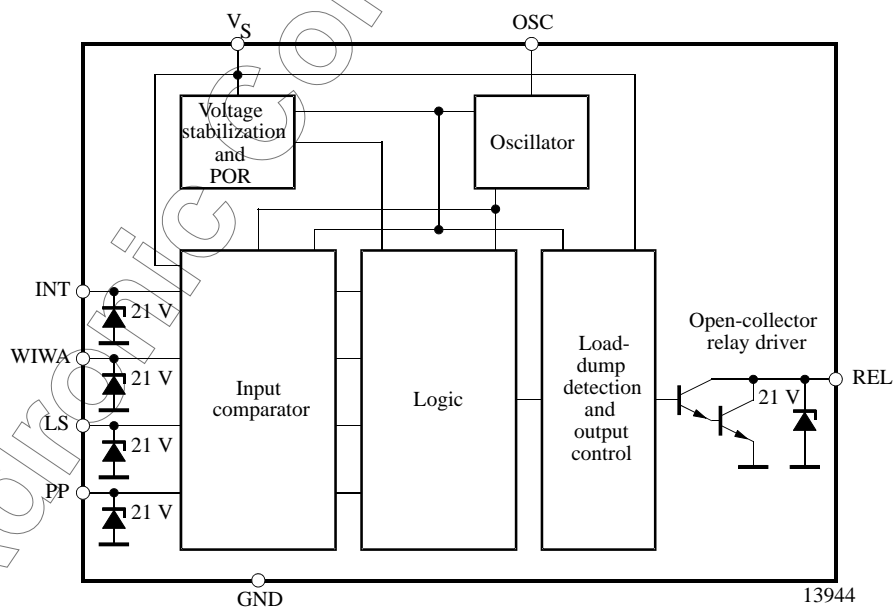 VS
OSC
Voltage
stabilization
and
POR
Oscillator
INT
21 V
WIWA
21 V
LS
21 V
PP
21 V
Input
comparator
Logic
Load-
dump
detection
and
output
control
Open-collector
relay driver
REL
21 V
GND
13944